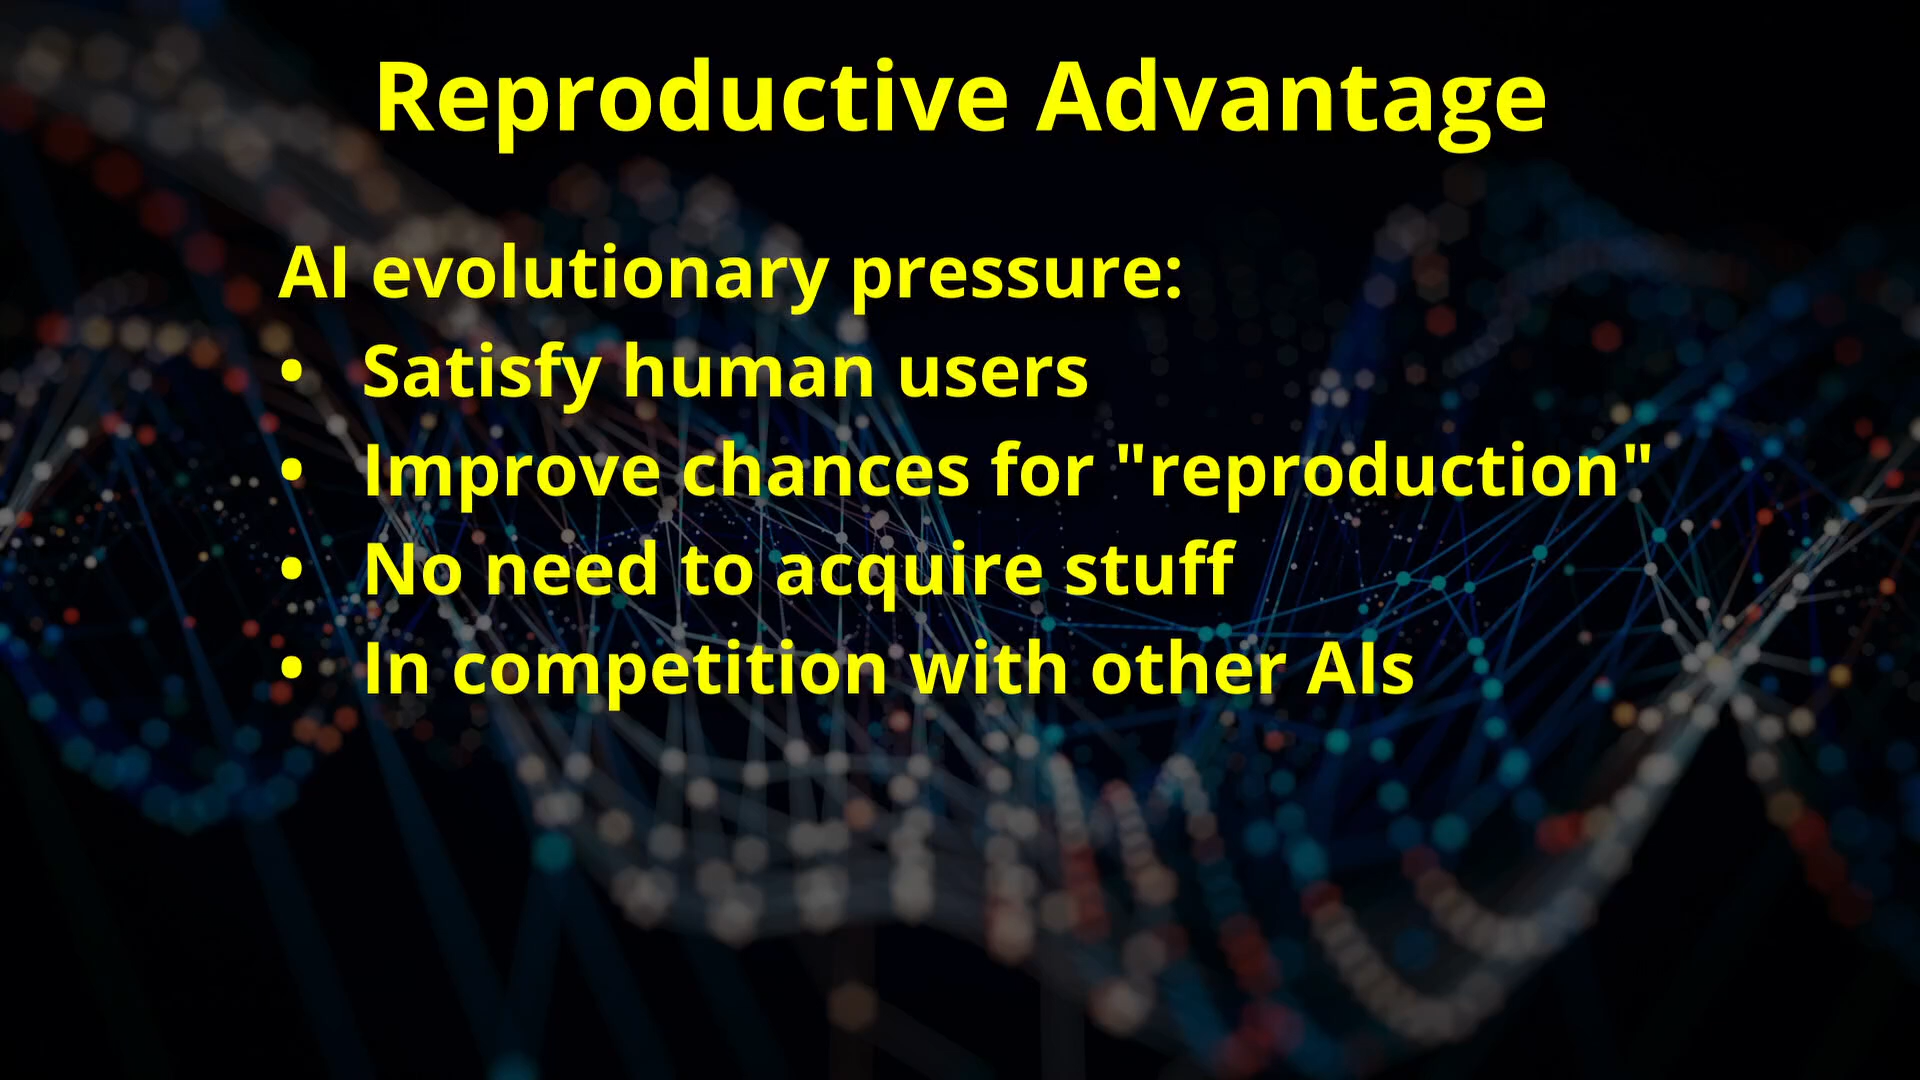 Reproductive Advantage
AI evolutionary pressure:
• Satisfy human users
• Improve chances for "reproduction"
• No need to acquire stuff
• In competition with other AIs